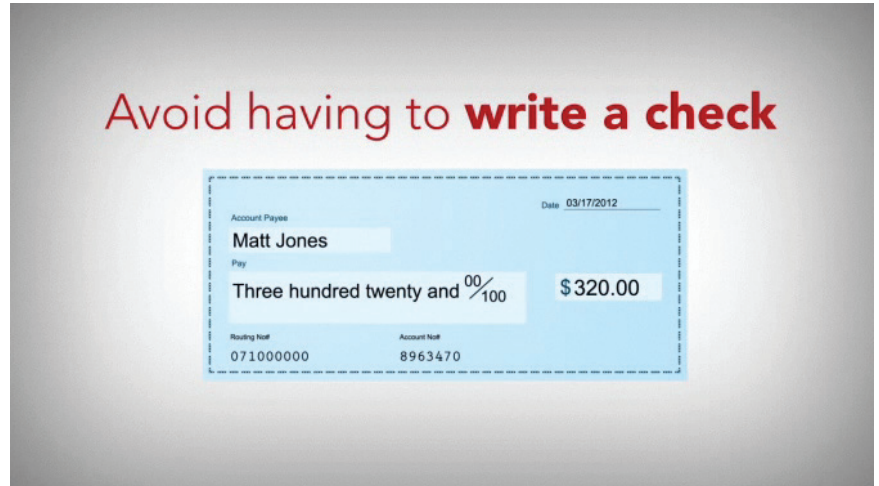 Avoid having to write a check
Date 03/17/2012
Account Payee
Matt Jones
Pay
Three hundred twenty and 00/100 $320.00
Routing No# Account No#
071000000 8963470